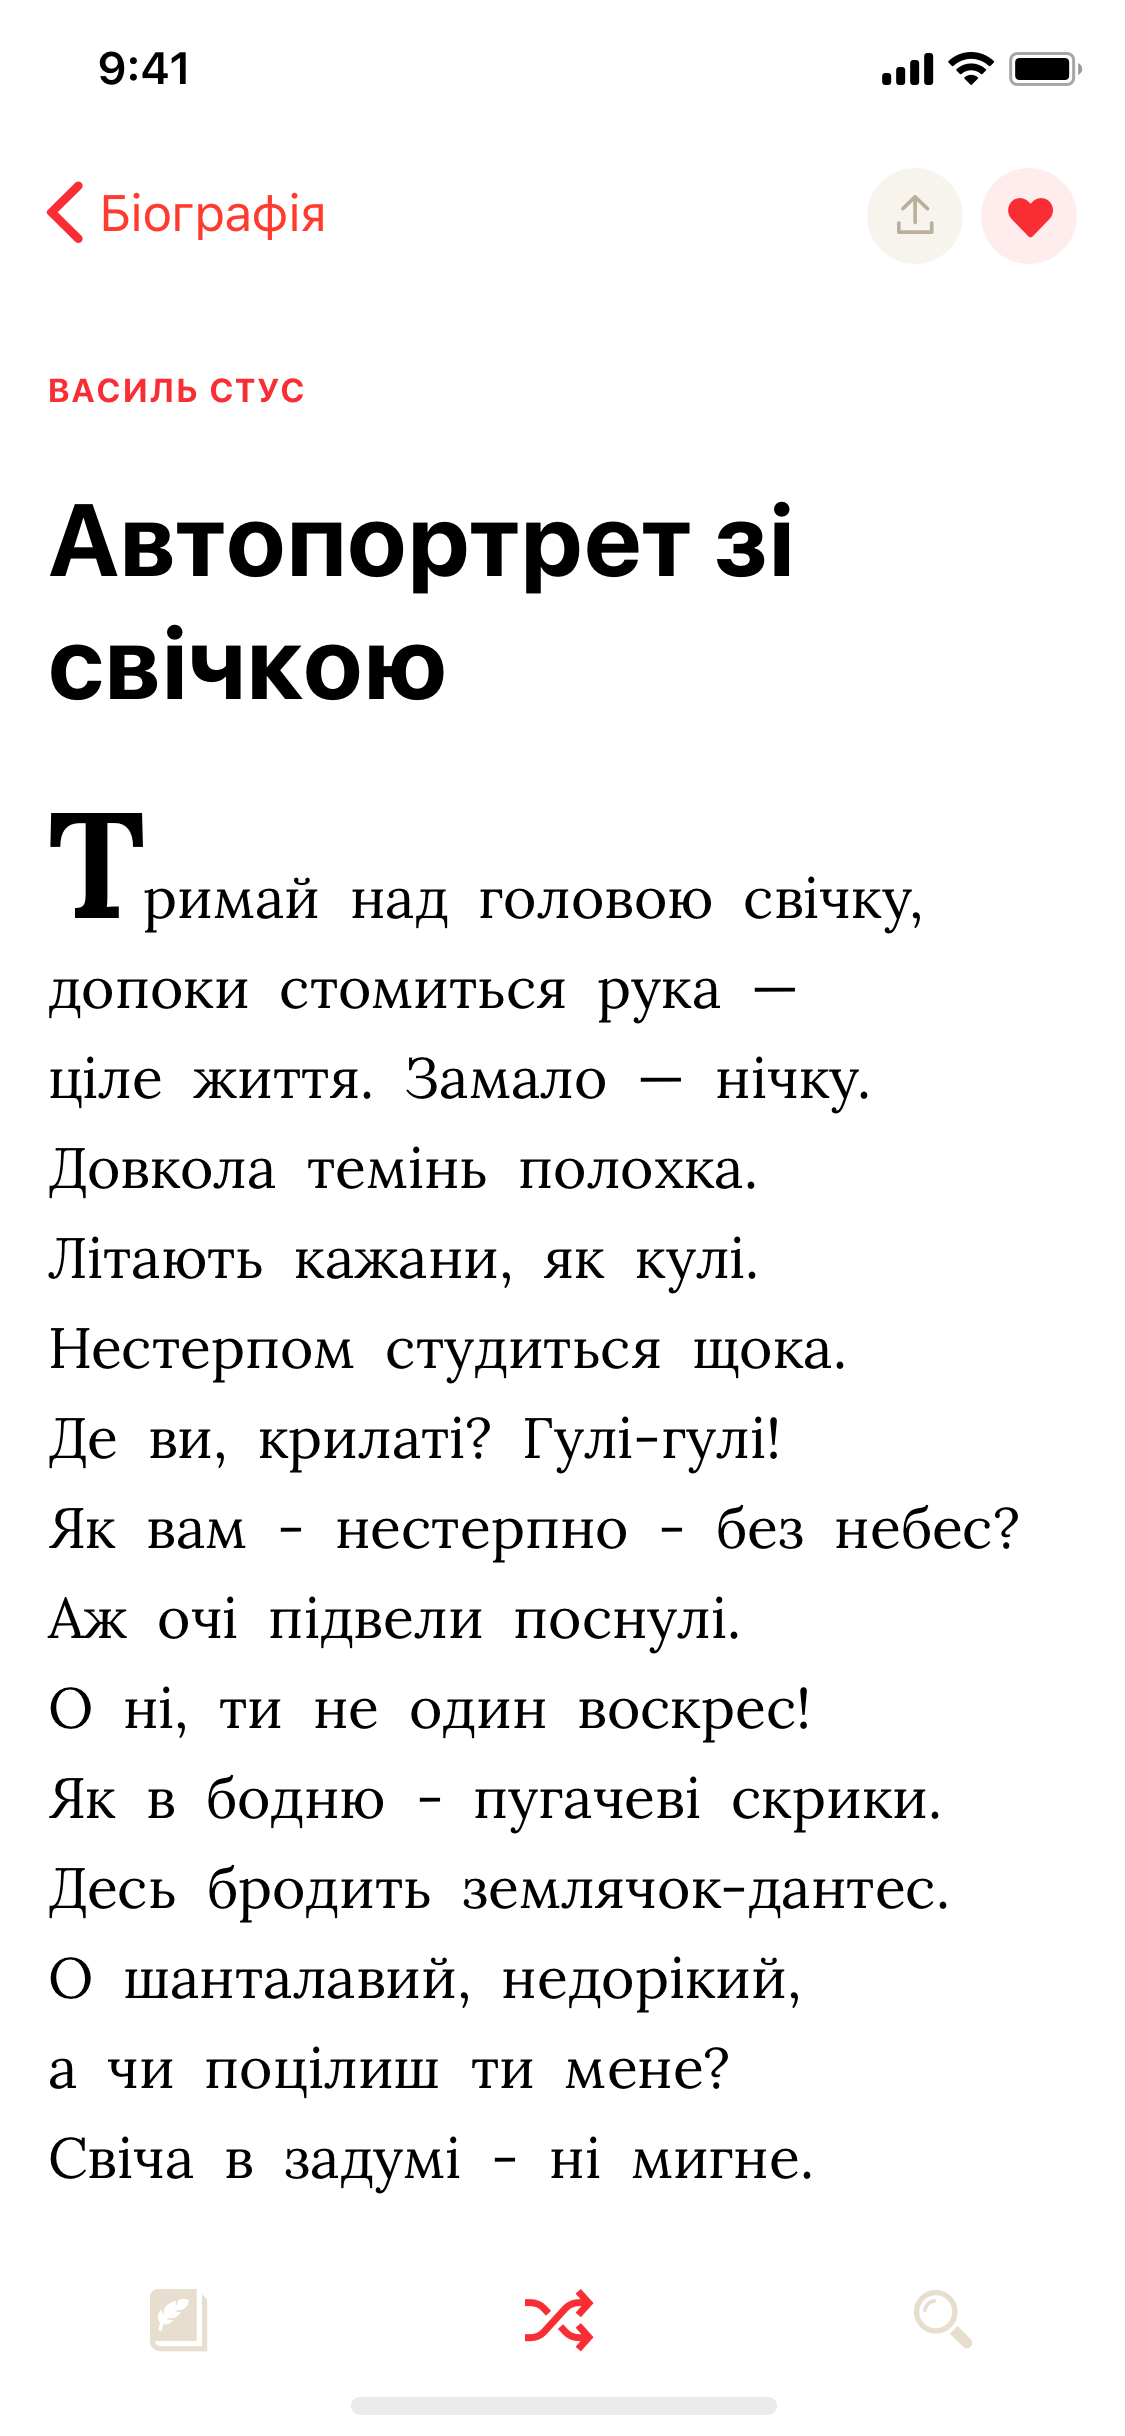 9:41
Біографія
ВАСИЛЬ СТУС
Автопортрет зі
свічкою
Тримай над головою свічку,
допоки стомиться рука —
ціле життя. Замало — нічку.
Довкола темінь полохка.
Літають кажани, як кулі.
Нестерпом студиться щока.
Де ви, крилаті? Гулі-гулі!
Як вам - нестерпно - без небес?
Аж очі підвели поснулі.
О ні, ти не один воскрес!
Як в бодню - пугачеві скрики.
Десь бродить землячок-дантес.
О шанталавий, недорікий,
а чи поцілиш ти мене?
Свіча в задумі - ні мигне.